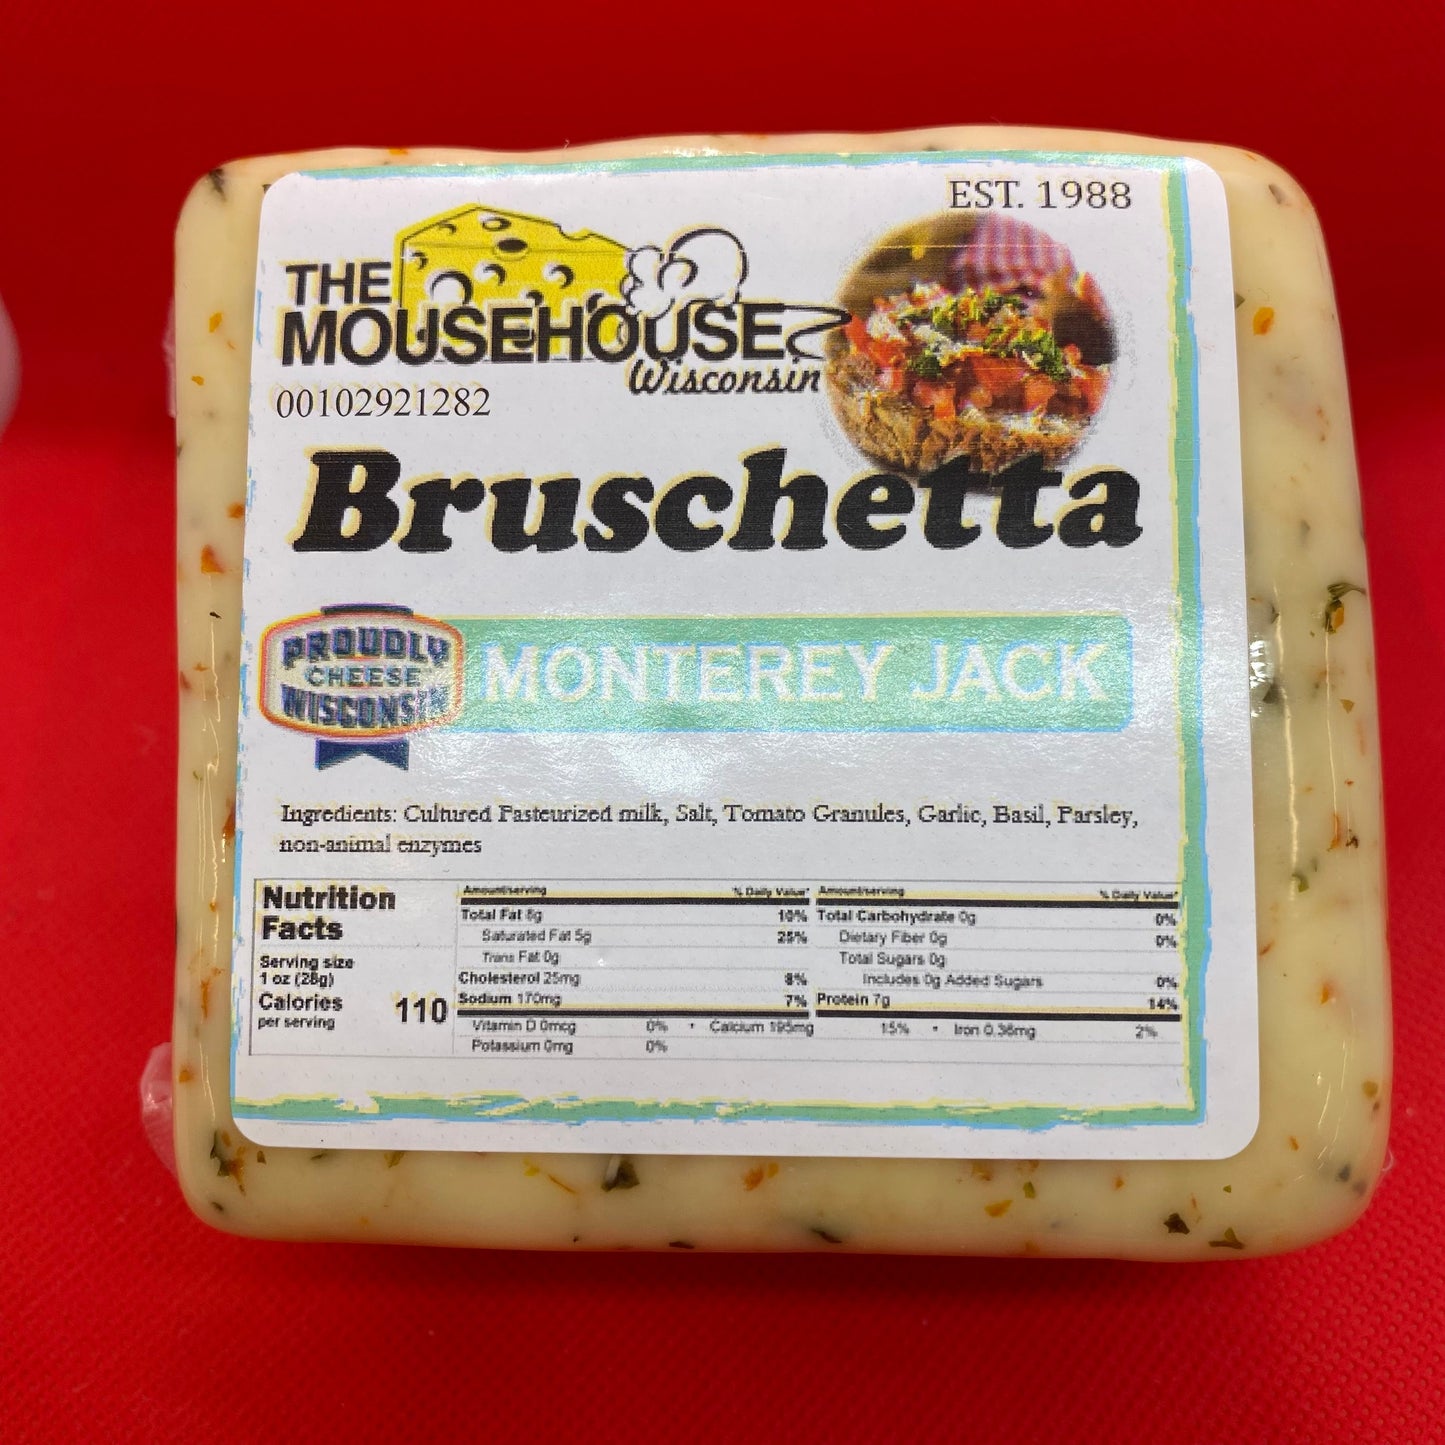 EST. 1988
THE
MOUSEHOUSE
Wisconsin
00102921282
Bruschetta
PROUDLY
CHEESE
WISCONSIN
MONTEREY JACK
Ingredients: Cultured Pasteurized milk, Salt, Tomato Granules, Garlic, Basil, Parsley,
non-animal enzymes
Nutrition
Facts
Serving size
1 oz (28g)
Calories 110
per serving
Amount/serving % Daily Value* Amount/serving % Daily Value*
Total Fat 8g 10% Total Carbohydrate 0g 0%
Saturated Fat 5g 25% Dietary Fiber 0g 0%
Trans Fat 0g Total Sugars 0g
Cholesterol 25mg 8% Includes 0g Added Sugars 0%
Sodium 170mg 7% Protein 7g 14%
Vitamin D 0mcg 0% • Calcium 195mg 15% • Iron 0.36mg 2%
Potassium 0mg 0%